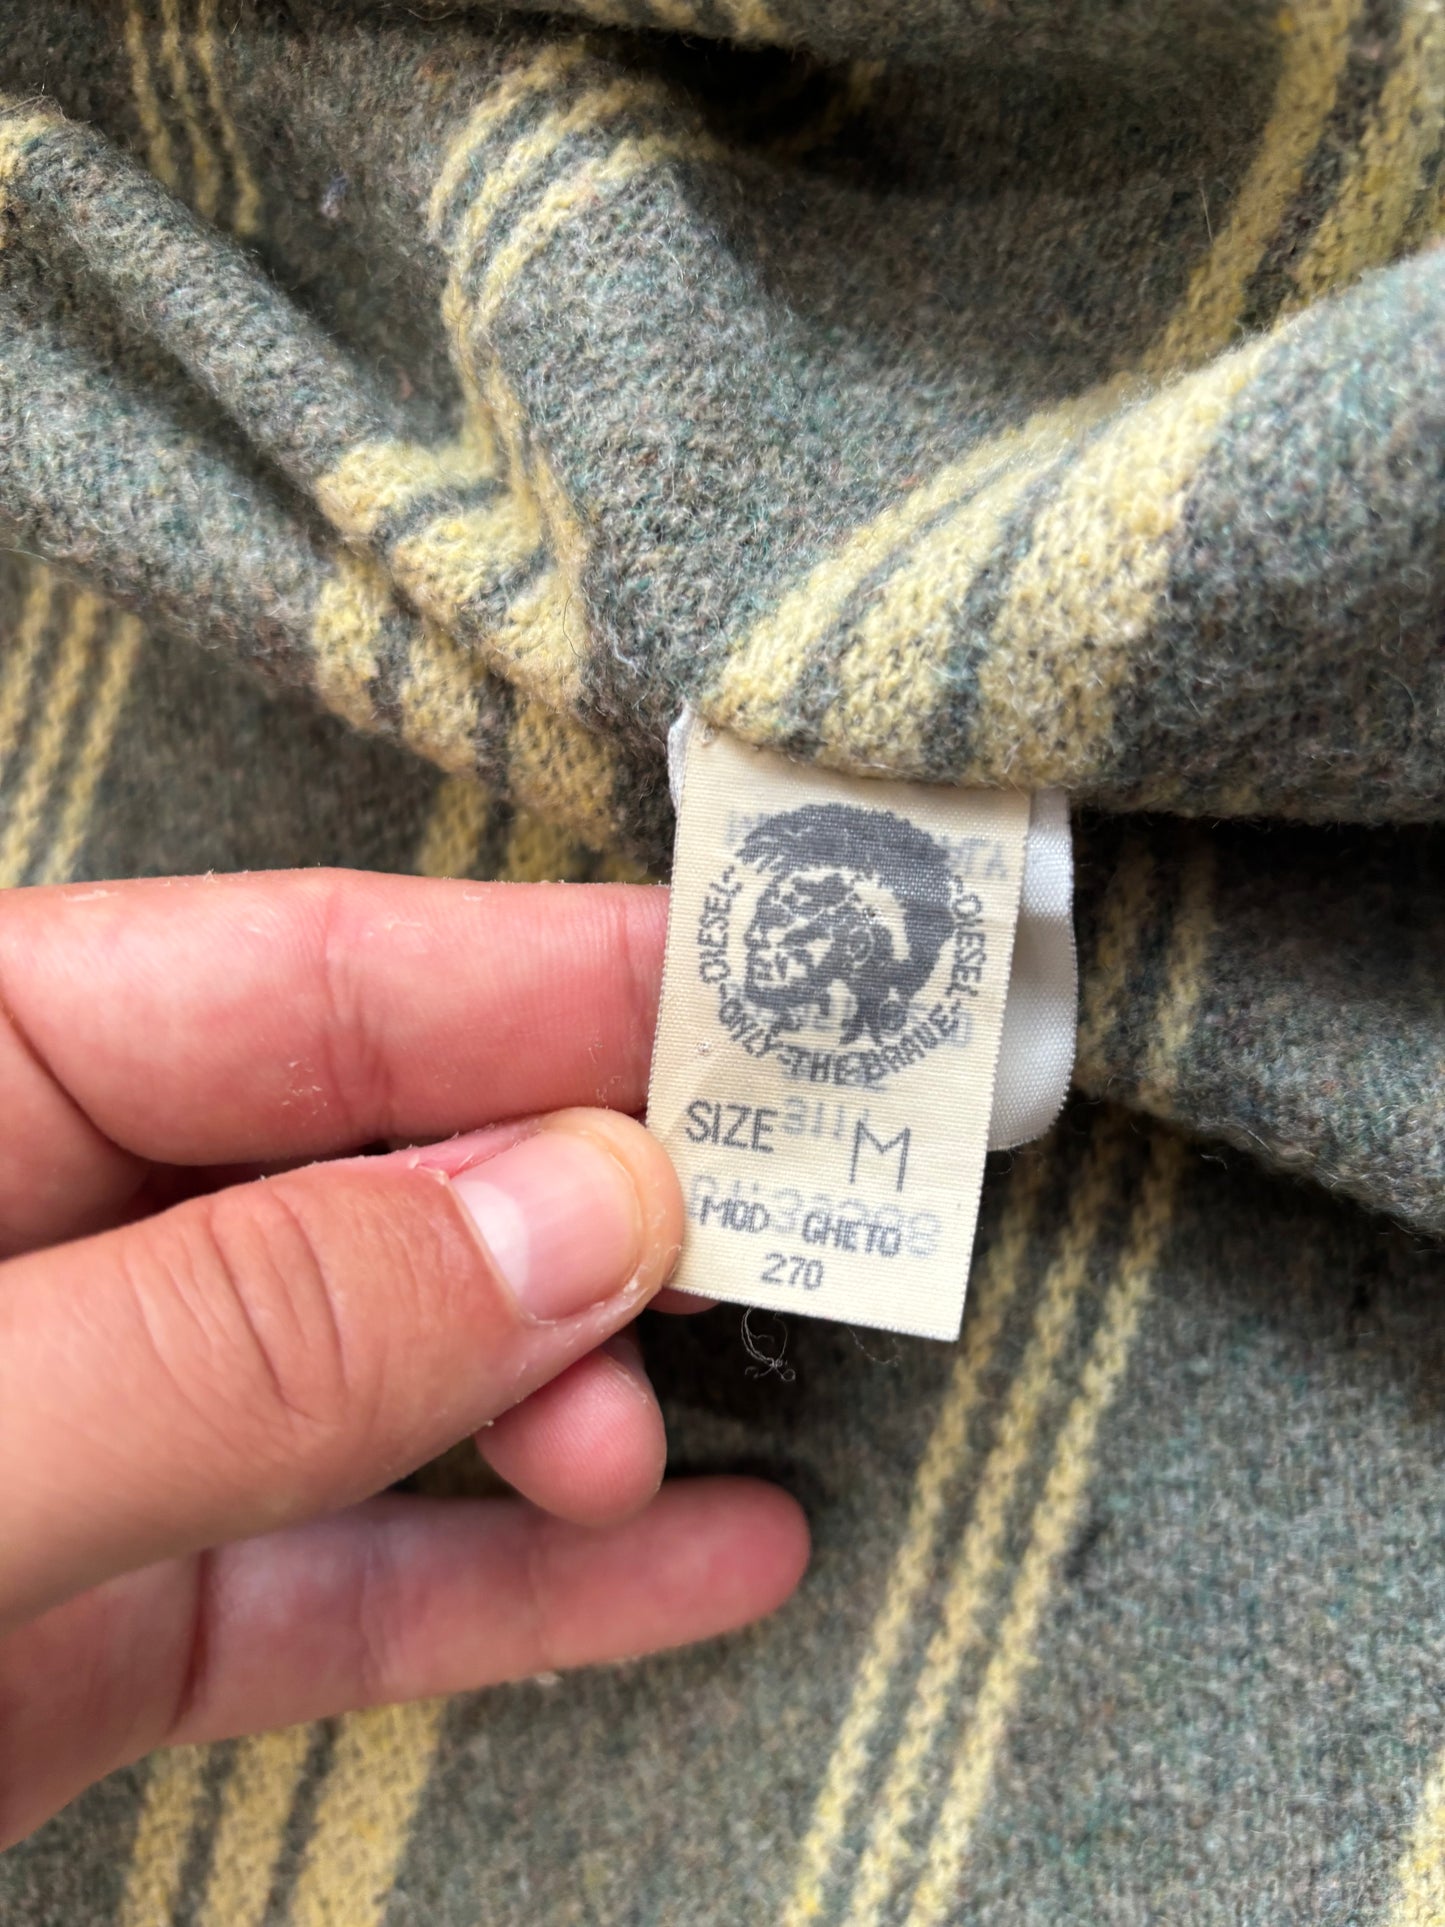 DIESEL
DIESEL
ONLY THE BRAVE
SIZE M
MOD GHETO
270